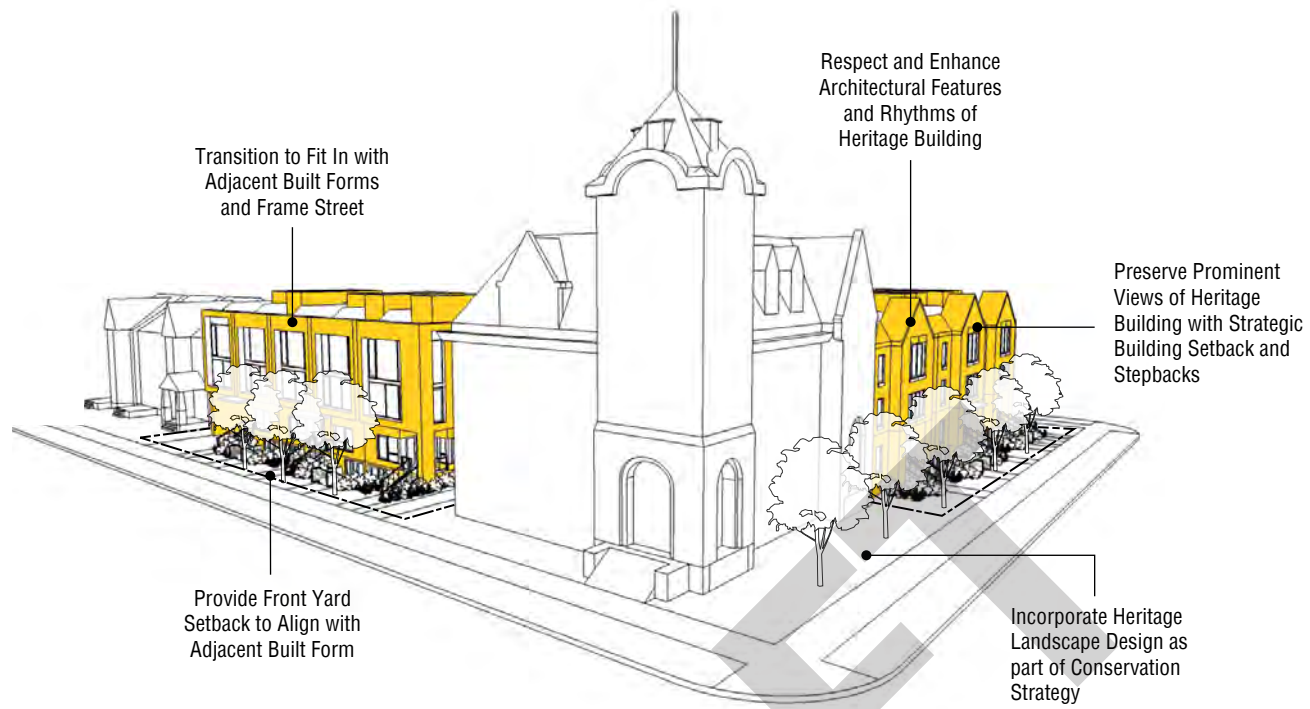 Transition to Fit In with
Adjacent Built Forms
and Frame Street
Respect and Enhance
Architectural Features
and Rhythms of
Heritage Building
Preserve Prominent
Views of Heritage
Building with Strategic
Building Setback and
Stepbacks
Provide Front Yard
Setback to Align with
Adjacent Built Form
Incorporate Heritage
Landscape Design as
part of Conservation
Strategy